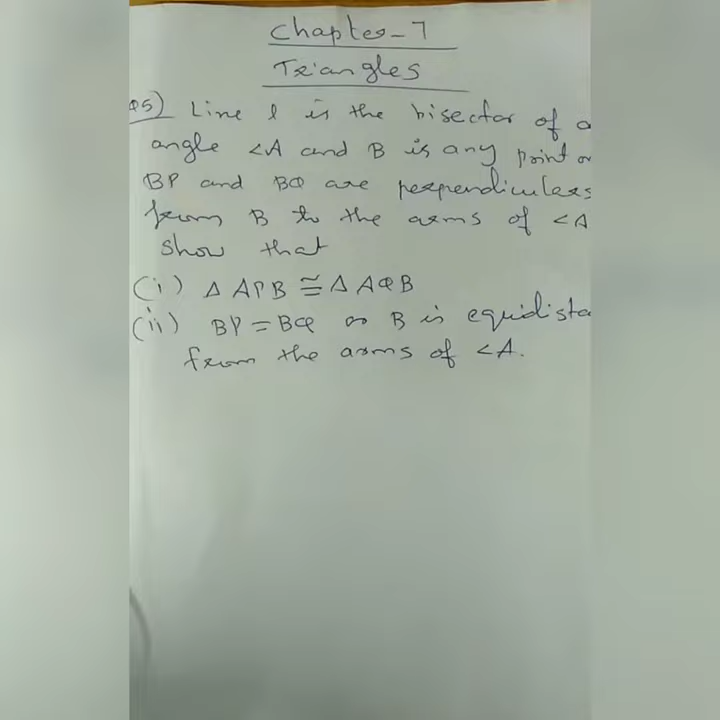 Chapter-7
Triangles
Q5) Line l is the bisector of a
angle ∠A and B is any point on
BP and BQ are perpendiculars
from B to the arms of ∠A
show that
(i) Δ APB ≅ Δ AQB
(ii) BP = BQ or B is equidista
from the arms of ∠A.